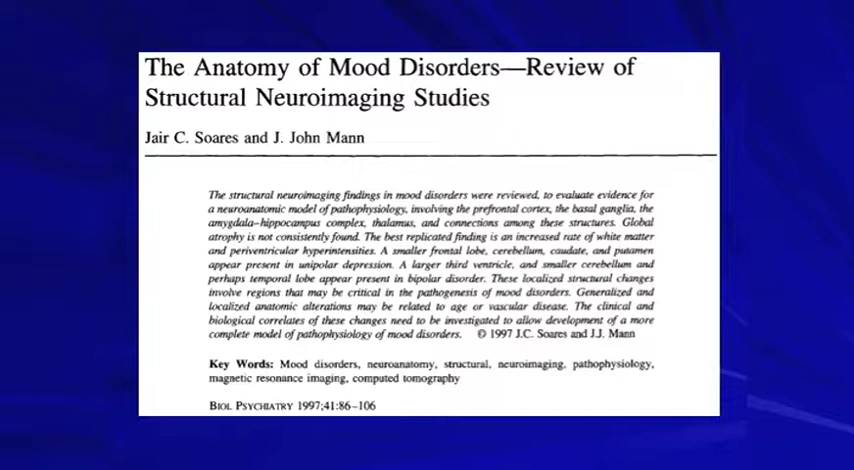 The Anatomy of Mood Disorders—Review of
Structural Neuroimaging Studies
Jair C. Soares and J. John Mann
The structural neuroimaging findings in mood disorders were reviewed, to evaluate evidence for
a neuroanatomic model of pathophysiology, involving the prefrontal cortex, the basal ganglia, the
amygdala–hippocampus complex, thalamus, and connections among these structures. Global
atrophy is not consistently found. The best replicated finding is an increased rate of white matter
and periventricular hyperintensities. A smaller frontal lobe, cerebellum, caudate, and putamen
appear present in unipolar depression. A larger third ventricle, and smaller cerebellum and
perhaps temporal lobe appear present in bipolar disorder. These localized structural changes
involve regions that may be critical in the pathogenesis of mood disorders. Generalized and
localized anatomic alterations may be related to age or vascular disease. The clinical and
biological correlates of these changes need to be investigated to allow development of a more
complete model of pathophysiology of mood disorders. © 1997 J.C. Soares and J.J. Mann
Key Words: Mood disorders, neuroanatomy, structural, neuroimaging, pathophysiology,
magnetic resonance imaging, computed tomography
BIOL PSYCHIATRY 1997;41:86–106